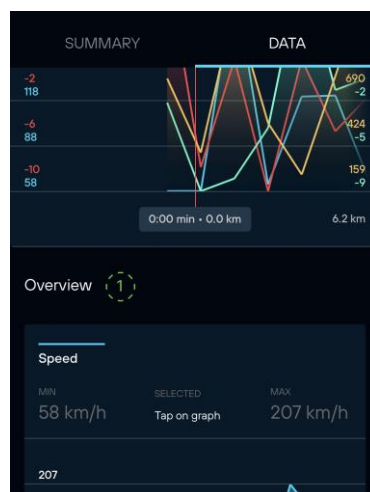 SUMMARY DATA
-2 690
118 -2
-6 424
88 -5
-10 159
58 -9
0:00 min • 0.0 km 6.2 km
Overview 1
Speed
MIN SELECTED MAX
58 km/h Tap on graph 207 km/h
207